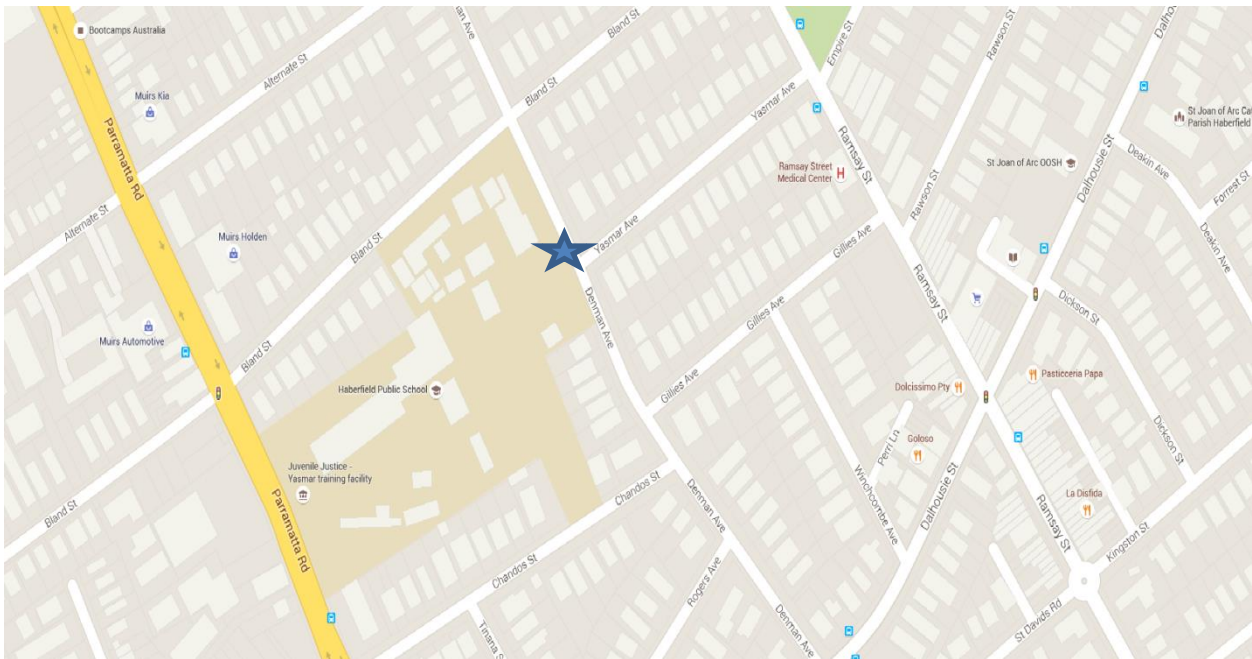 Bootcamps Australia
Alternate St
Muirs Kia
Parramatta Rd
Denman Ave
Bland St
Bland St
Yasmar Ave
Empire St
Rawson St
Dalhousie St
St Joan of Arc Cat
Parish Haberfield
St Joan of Arc OOSH
Ramsay Street
Medical Center
H
Ramsay St
Rawson St
Dalhousie St
Deakin Ave
Forrest St
Deakin Ave
Alternate St
Muirs Holden
Bland St
Yasmar Ave
Gillies Ave
Ramsay St
Dickson St
Muirs Automotive
Denman Ave
Gillies Ave
Bland St
Haberfield Public School
Gillies Ave
Dolcissimo Pty
Pasticceria Papa
Perri Ln
Goloso
Dickson St
Juvenile Justice -
Yasmar training facility
Chandos St
Winchcombe Ave
Dalhousie St
La Disfida
Bland St
Parramatta Rd
Denman Ave
Ramsay St
Kingston St
Chandos St
Rogers Ave
Tinana S
Denman Ave
St Davids Rd